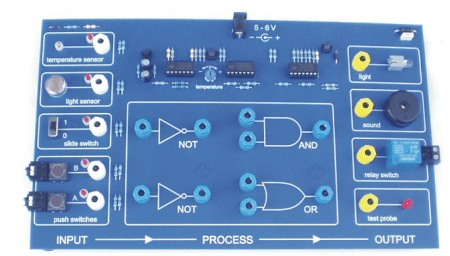 5-6V
temperature sensor
light
light sensor
temperature
sound
1
0
slide switch
NOT
AND
relay switch
B
A
push switches
NOT
OR
test probe
INPUT
PROCESS
OUTPUT